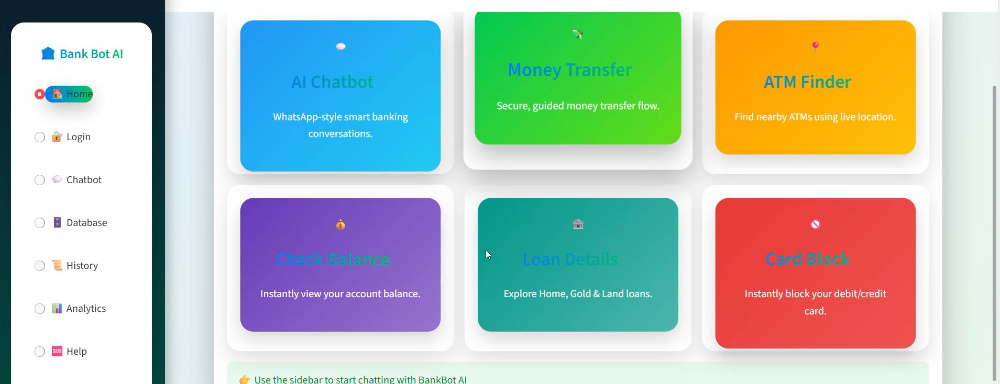 Bank Bot AI
Home
Login
Chatbot
Database
History
Analytics
SOS Help
AI Chatbot
WhatsApp-style smart banking
conversations.
Money Transfer
Secure, guided money transfer flow.
ATM Finder
Find nearby ATMs using live location.
Check Balance
Instantly view your account balance.
Loan Details
Explore Home, Gold & Land loans.
Card Block
Instantly block your debit/credit
card.
Use the sidebar to start chatting with BankBot AI